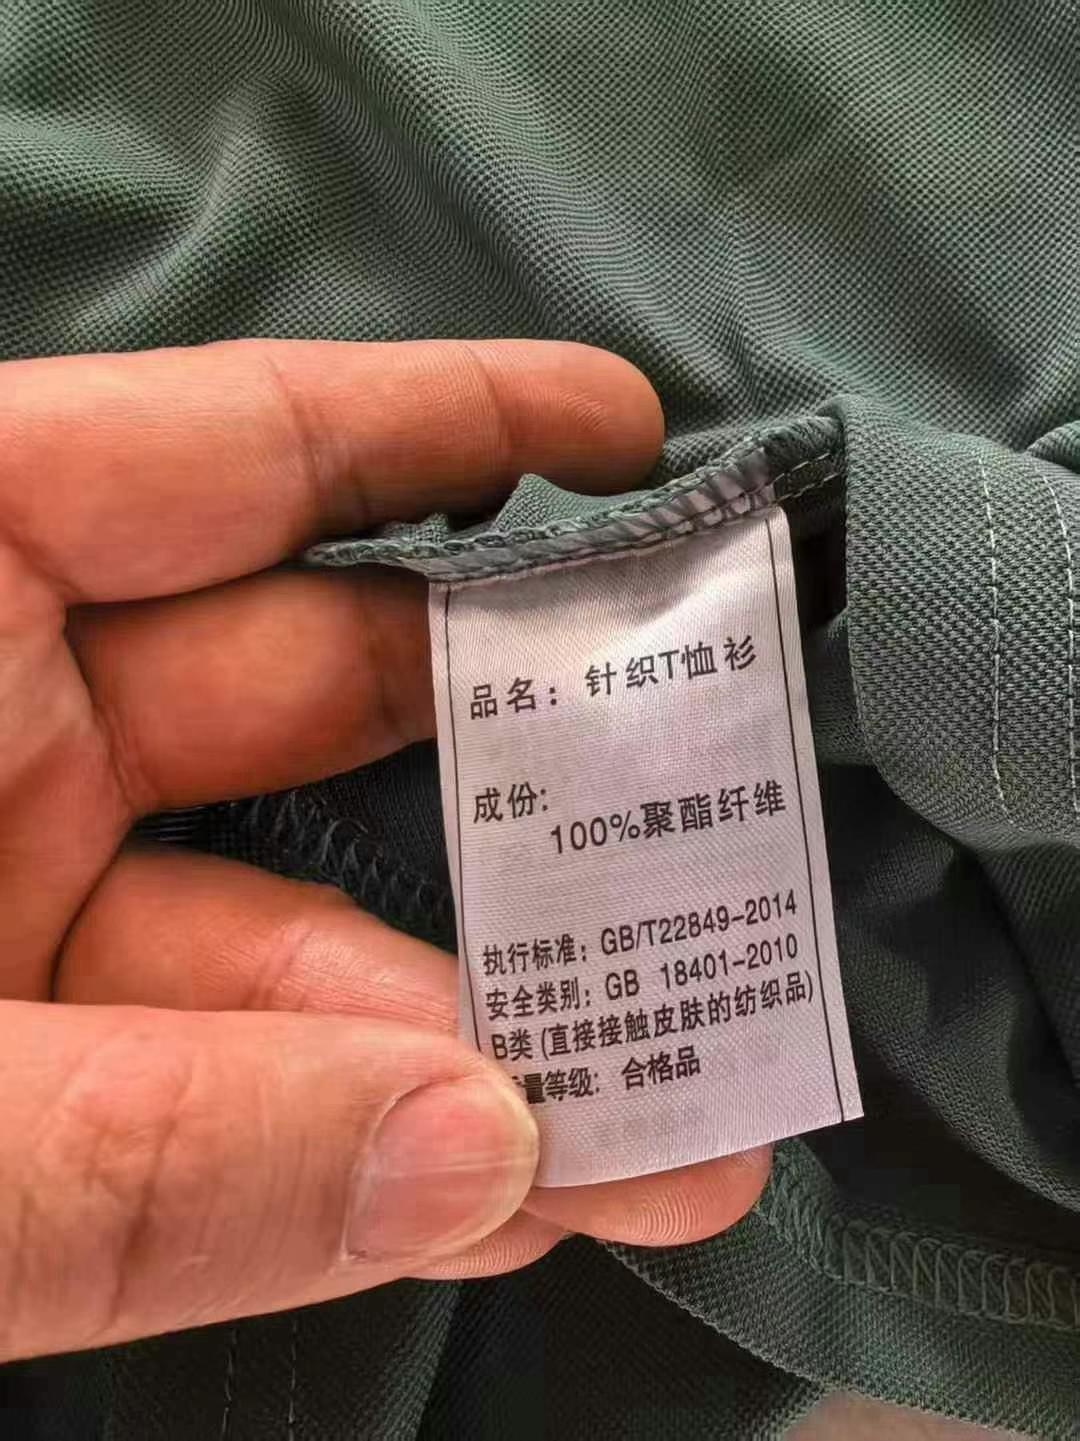 品名：针织T恤衫
成份：
100%聚酯纤维
执行标准：GB/T22849-2014
安全类别：GB 18401-2010
B类(直接接触皮肤的纺织品)
量等级：合格品